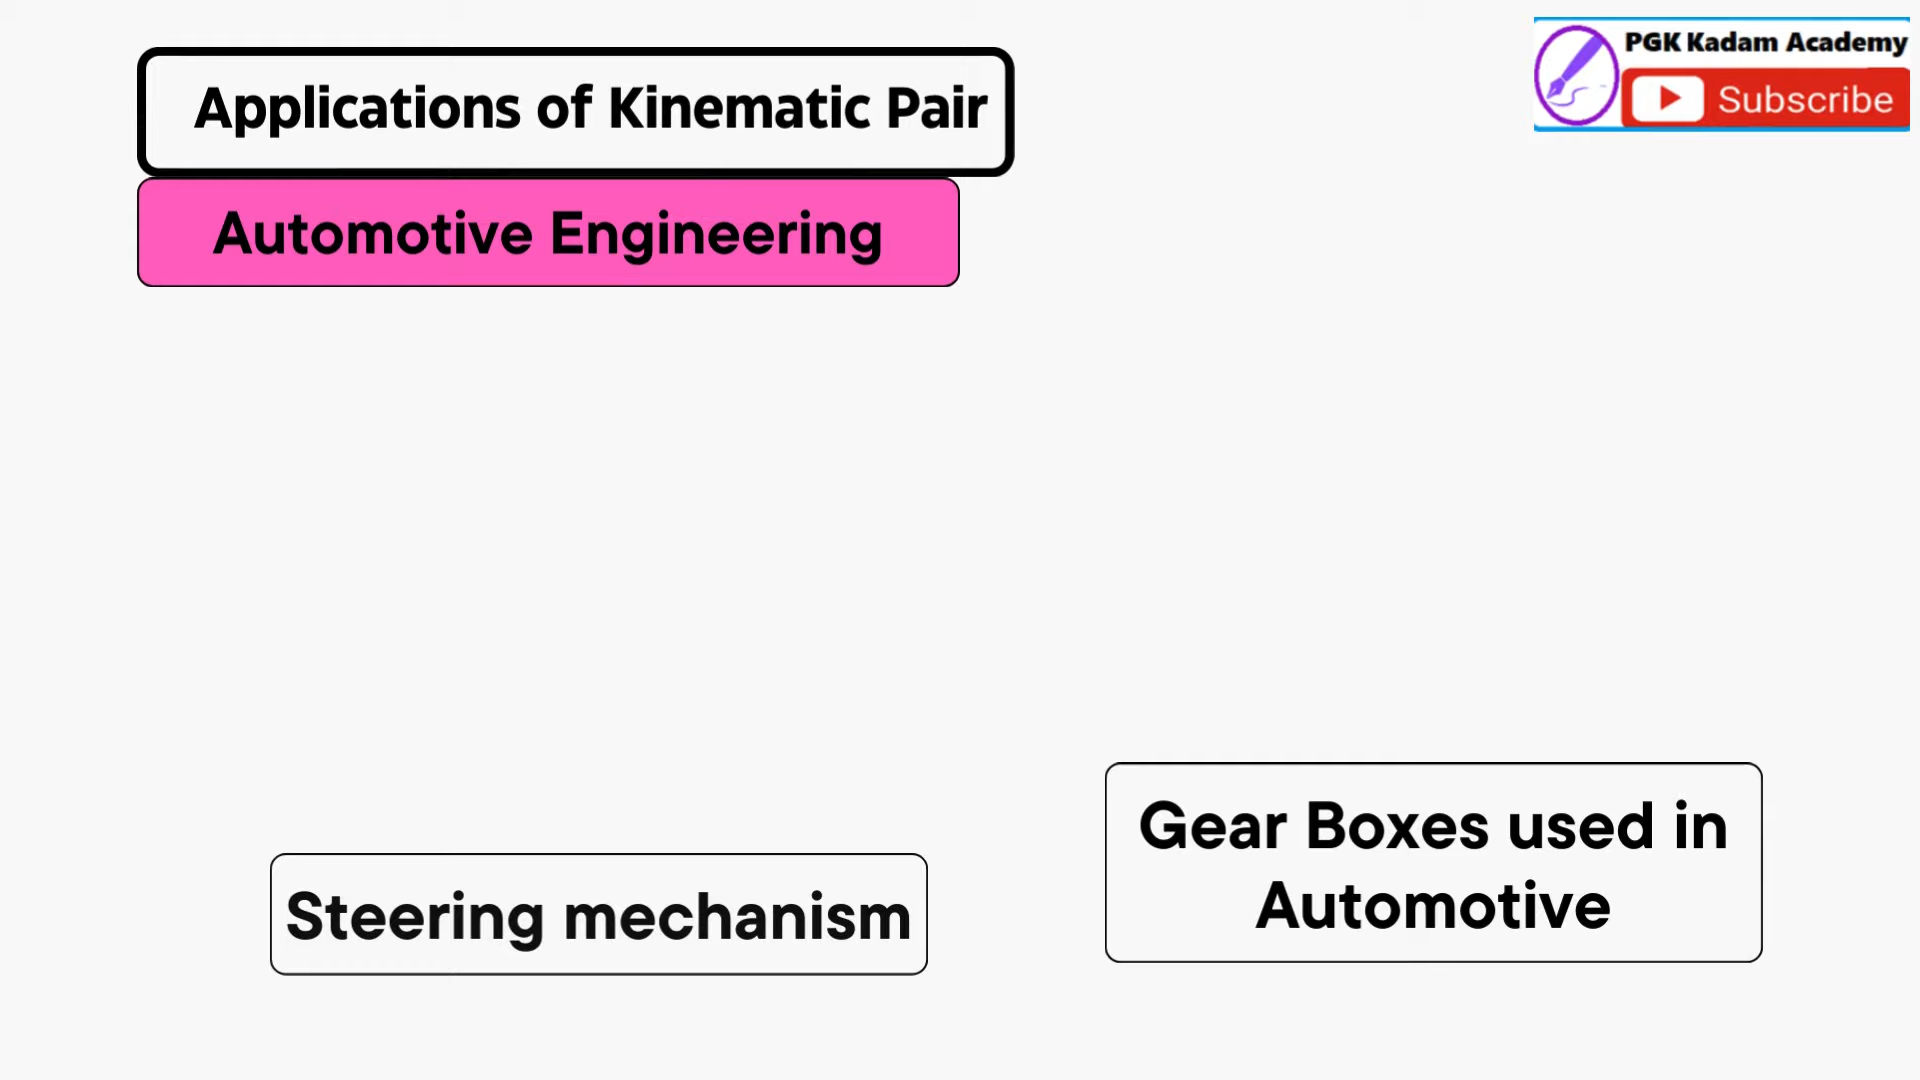 Applications of Kinematic Pair
PGK Kadam Academy
Subscribe
Automotive Engineering
Steering mechanism
Gear Boxes used in
Automotive